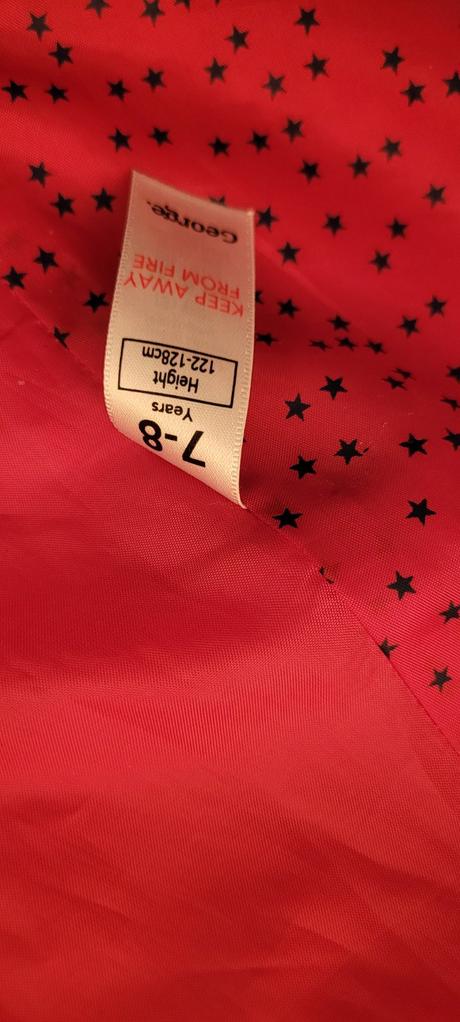 7-8
Years
Height
122-128cm
KEEP AWAY
FROM FIRE
George.